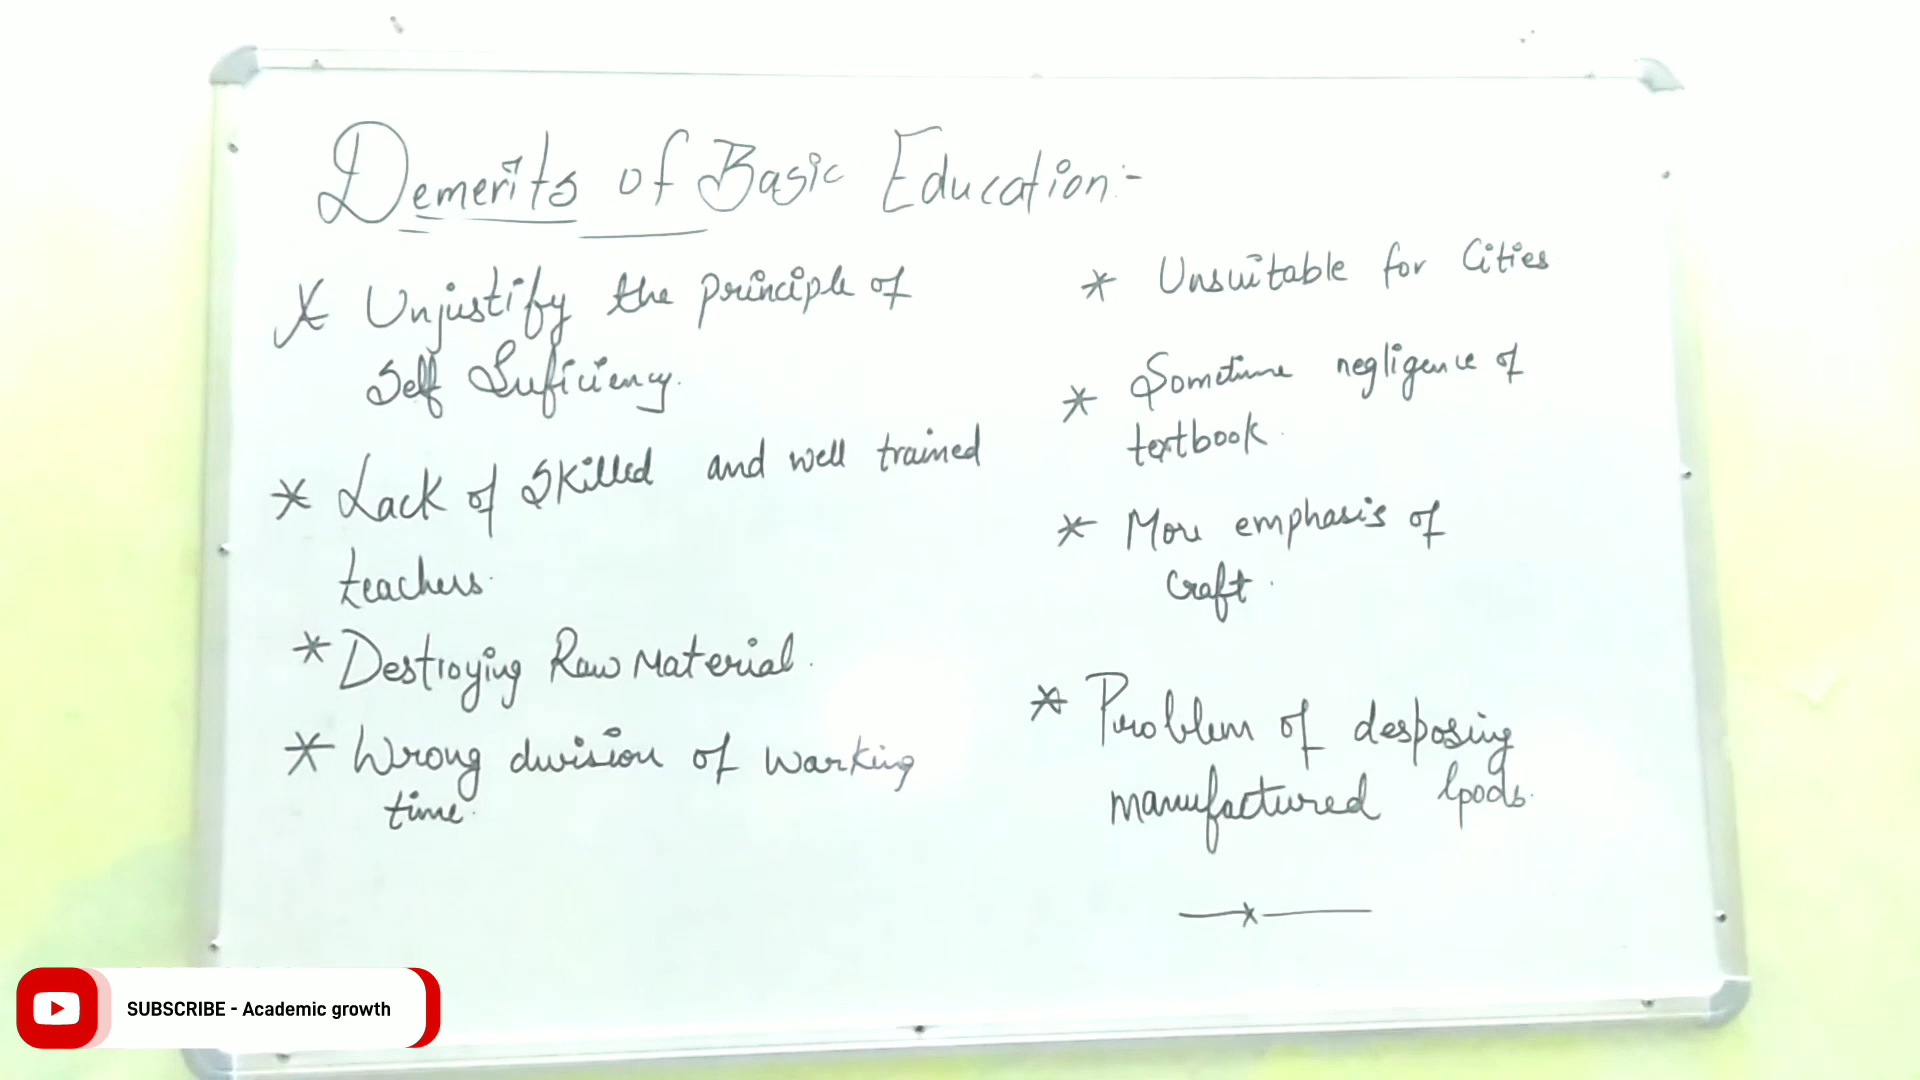 Demerits of Basic Education:-
* Unjustify the principle of
Self Suficiency.
* Lack of Skilled and well trained
teachers.
* Destroying Raw Material.
* Wrong division of Warking
time.
* Unsuitable for Cities
* Sometime negligence of
textbook.
* More emphasis of
Craft.
* Problem of desposing
manufactured Goods.
SUBSCRIBE - Academic growth